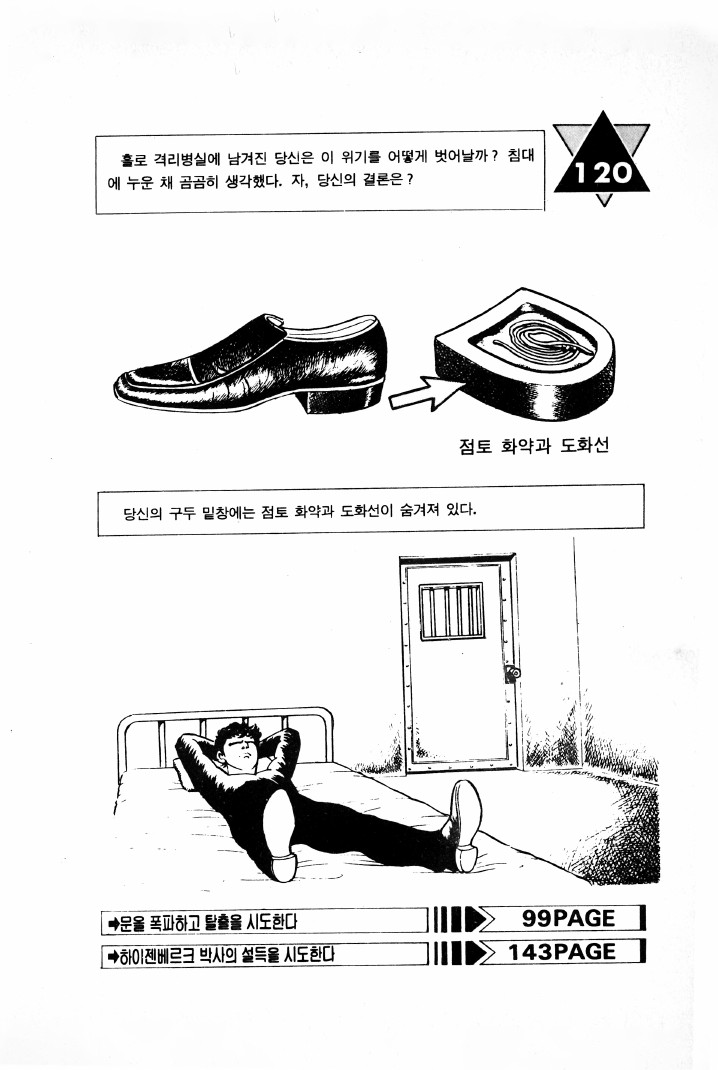 홀로 격리병실에 남겨진 당신은 이 위기를 어떻게 벗어날까? 침대
에 누운 채 곰곰히 생각했다. 자, 당신의 결론은?
120
점토 화약과 도화선
당신의 구두 밑창에는 점토 화약과 도화선이 숨겨져 있다.
➜문을 폭파하고 탈출을 시도한다 99PAGE
➜하이젠베르크 박사의 설득을 시도한다 143PAGE